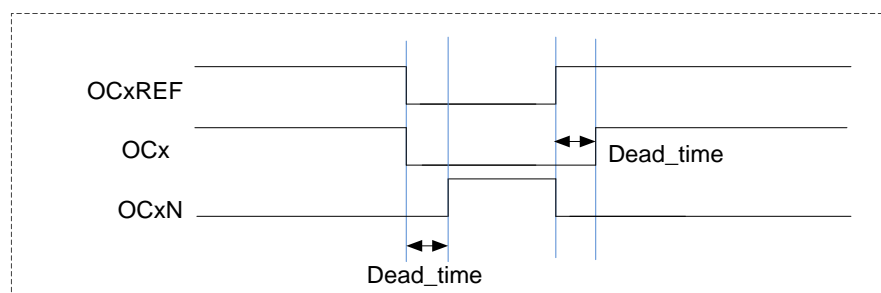 OCxREF
OCx
Dead_time
OCxN
Dead_time